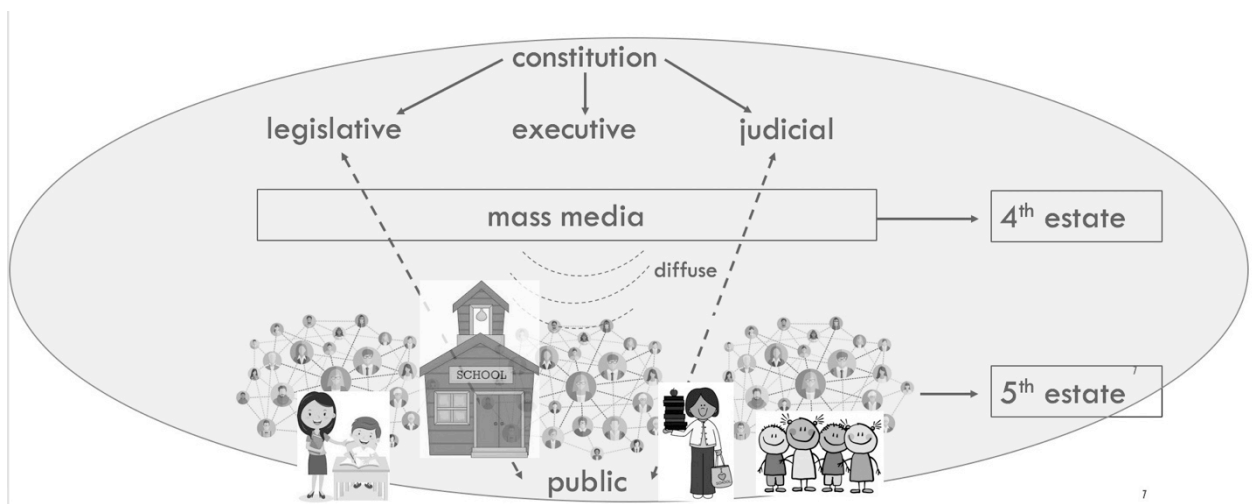 constitution
legislative executive judicial
mass media 4th estate
diffuse
SCHOOL
5th estate
public
7